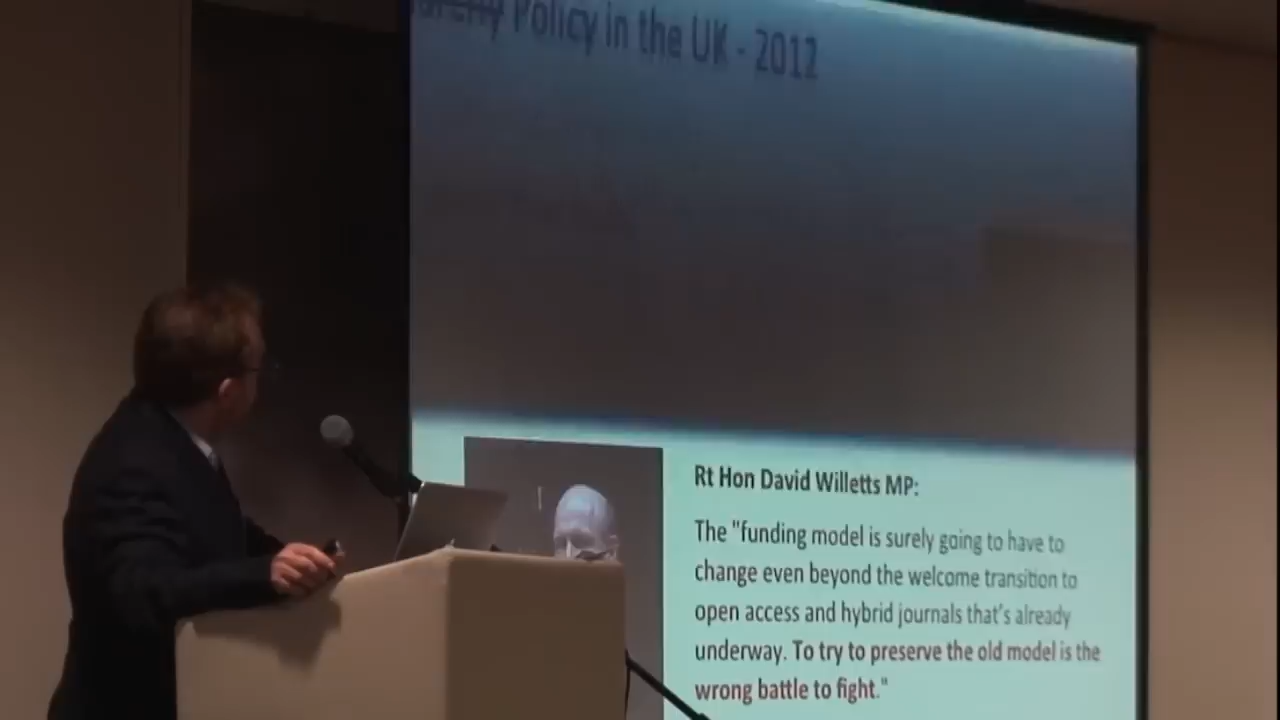 Policy in the UK - 2012
Rt Hon David Willetts MP:
The "funding model is surely going to have to
change even beyond the welcome transition to
open access and hybrid journals that's already
underway. To try to preserve the old model is the
wrong battle to fight."